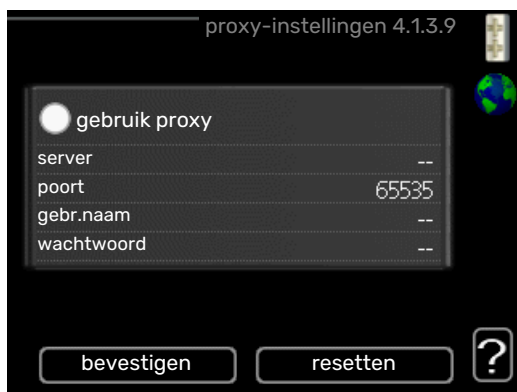 proxy-instellingen 4.1.3.9
gebruik proxy
server --
poort 65535
gebr.naam --
wachtwoord --
bevestigen resetten ?